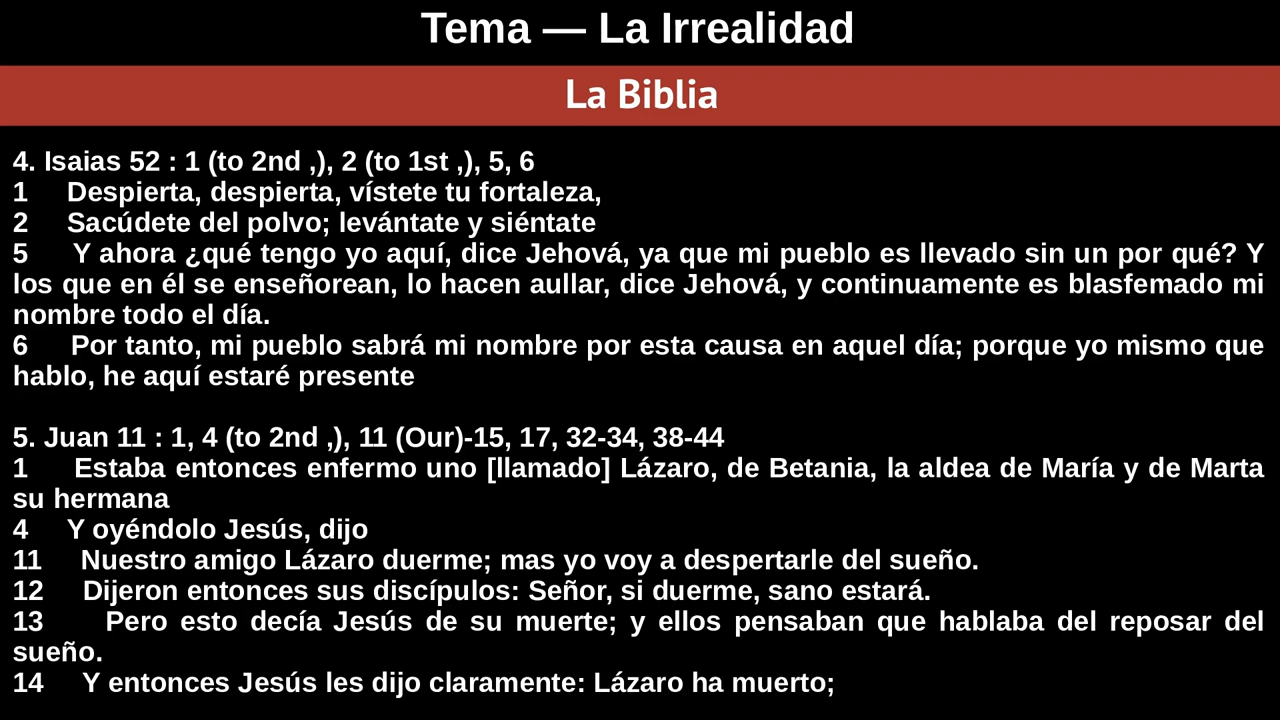 Tema — La Irrealidad
La Biblia
4. Isaias 52 : 1 (to 2nd ,), 2 (to 1st ,), 5, 6
1 Despierta, despierta, vístete tu fortaleza,
2 Sacúdete del polvo; levántate y siéntate
5 Y ahora ¿qué tengo yo aquí, dice Jehová, ya que mi pueblo es llevado sin un por qué? Y
los que en él se enseñorean, lo hacen aullar, dice Jehová, y continuamente es blasfemado mi
nombre todo el día.
6 Por tanto, mi pueblo sabrá mi nombre por esta causa en aquel día; porque yo mismo que
hablo, he aquí estaré presente
5. Juan 11 : 1, 4 (to 2nd ,), 11 (Our)-15, 17, 32-34, 38-44
1 Estaba entonces enfermo uno [llamado] Lázaro, de Betania, la aldea de María y de Marta
su hermana
4 Y oyéndolo Jesús, dijo
11 Nuestro amigo Lázaro duerme; mas yo voy a despertarle del sueño.
12 Dijeron entonces sus discípulos: Señor, si duerme, sano estará.
13 Pero esto decía Jesús de su muerte; y ellos pensaban que hablaba del reposar del
sueño.
14 Y entonces Jesús les dijo claramente: Lázaro ha muerto;